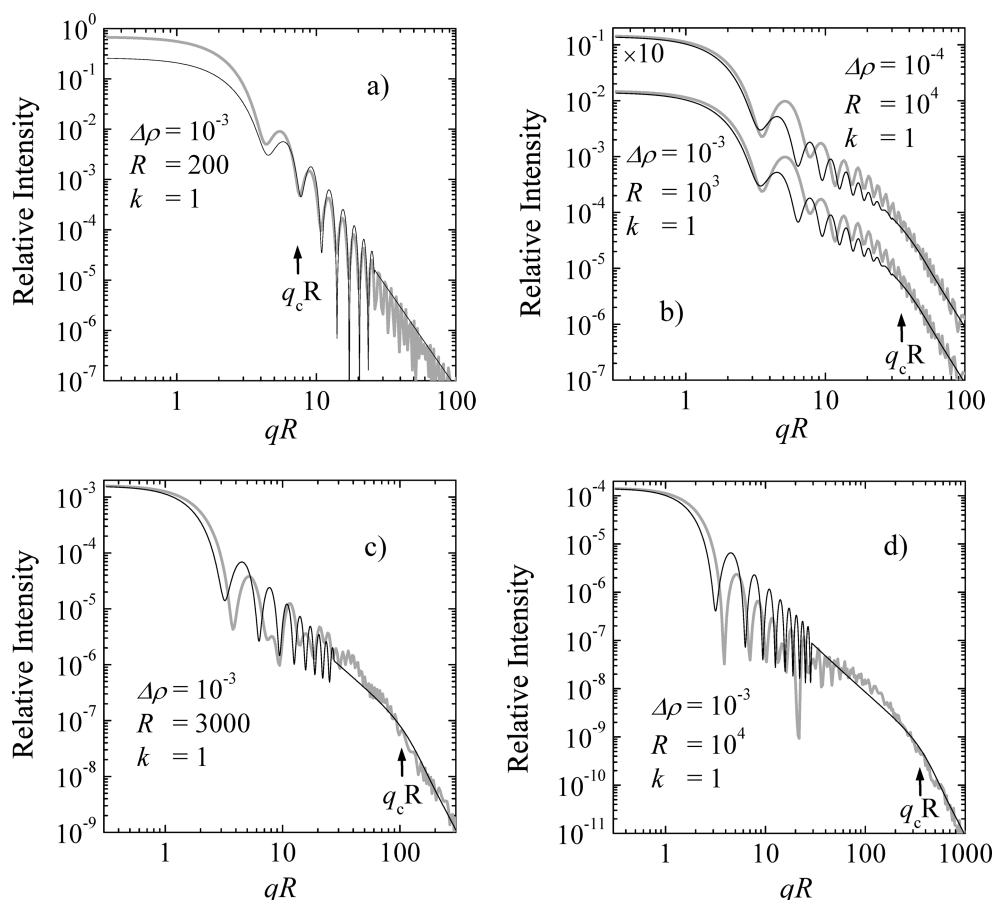 10^0
10^-1
10^-2
10^-3
10^-4
10^-5
10^-6
10^-7
Relative Intensity
a)
Δρ = 10^-3
R = 200
k = 1
q_cR
1
10
100
qR
10^-1
10^-2
10^-3
10^-4
10^-5
10^-6
10^-7
Relative Intensity
×10
Δρ = 10^-4
R = 10^4
k = 1
Δρ = 10^-3
R = 10^3
k = 1
b)
q_cR
1
10
100
qR
10^-3
10^-4
10^-5
10^-6
10^-7
10^-8
10^-9
Relative Intensity
c)
Δρ = 10^-3
R = 3000
k = 1
q_cR
1
10
100
qR
10^-4
10^-5
10^-6
10^-7
10^-8
10^-9
10^-10
10^-11
Relative Intensity
d)
Δρ = 10^-3
R = 10^4
k = 1
q_cR
1
10
100
1000
qR